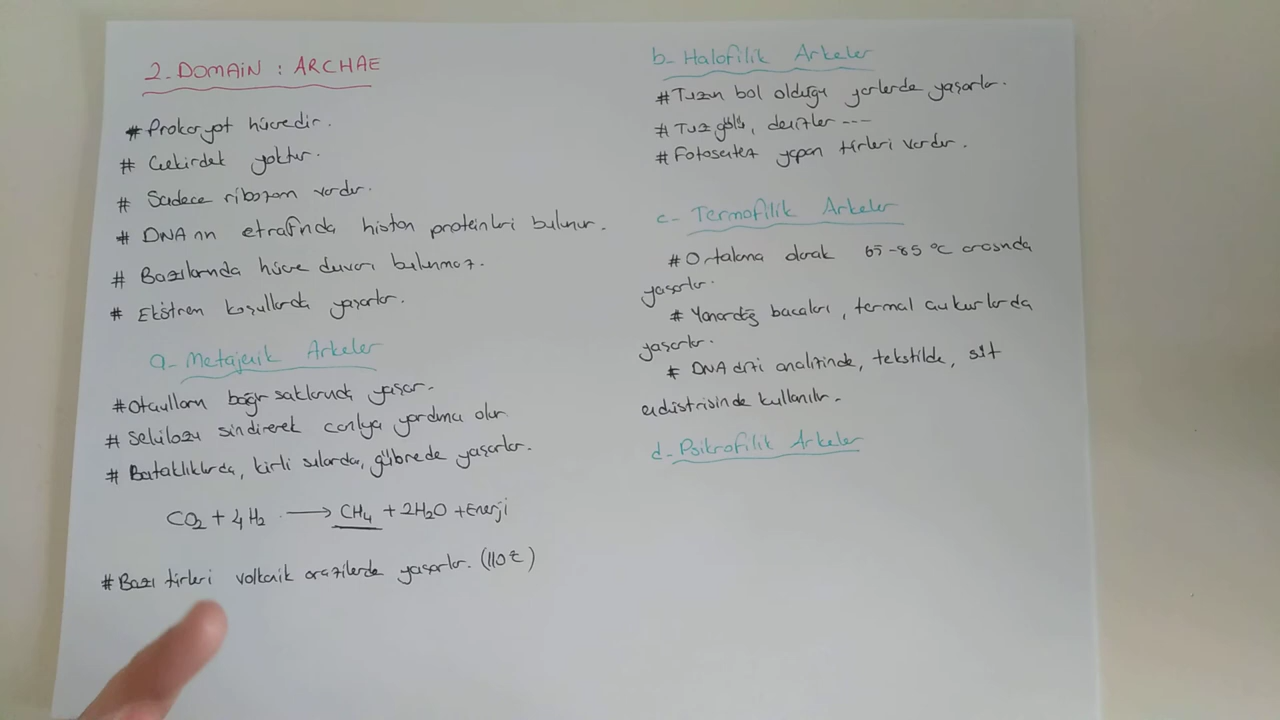 2. DOMAİN : ARCHAE
# Prokaryot hücredir.
# Çekirdek yoktur.
# Sadece ribozom vardır.
# DNA nın etrafında histon proteinleri bulunur.
# Bazılarında hücre duvarı bulunmaz.
# Ekstrem koşullarda yaşarlar.
a- Metajenik Arkeler
# Otçulların bağırsaklarında yaşar.
# Selülozu sindirerek canlıya yardımcı olur
# Bataklıklarda, kirli sularda, gübrede yaşarlar.
CO₂ + 4H₂ → CH₄ + 2H₂O + Enerji
# Bazı türleri volkanik arazilerde yaşarlar. (110 °C)
b- Halofilik Arkeler
# Tuzun bol olduğu yerlerde yaşarlar.
# Tuz gölü, denizler ---
# Fotosentez yapan türleri vardır.
c- Termofilik Arkeler
# Ortalama olarak 65-85 °C arasında
yaşarlar.
# Yanardağ bacaları, termal çukurlarda
yaşarlar.
# DNA dizi analizinde, tekstilde, süt
endüstrisinde kullanılır.
d- Psikrofilik Arkeler